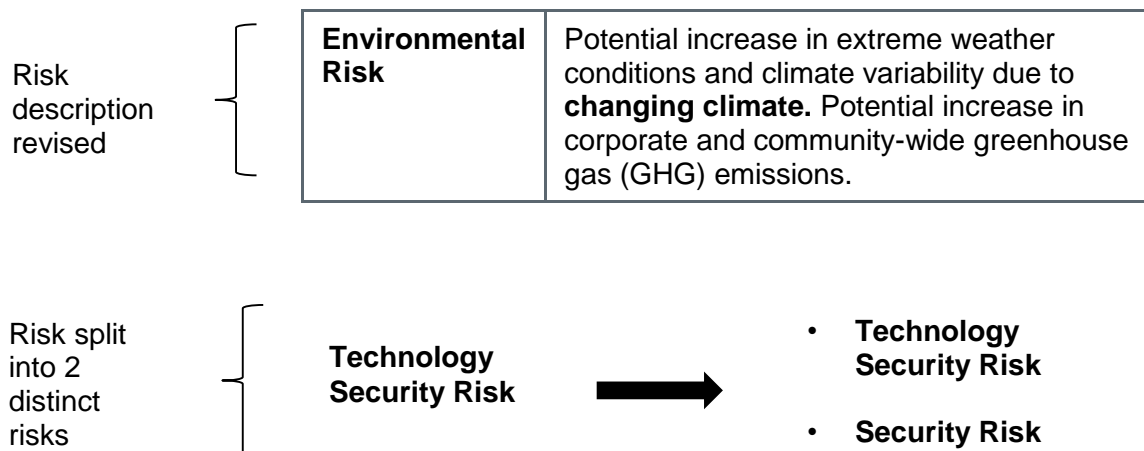 Risk
description
revised
Environmental
Risk
Potential increase in extreme weather
conditions and climate variability due to
changing climate. Potential increase in
corporate and community-wide greenhouse
gas (GHG) emissions.
Risk split
into 2
distinct
risks
Technology
Security Risk
• Technology
Security Risk
• Security Risk